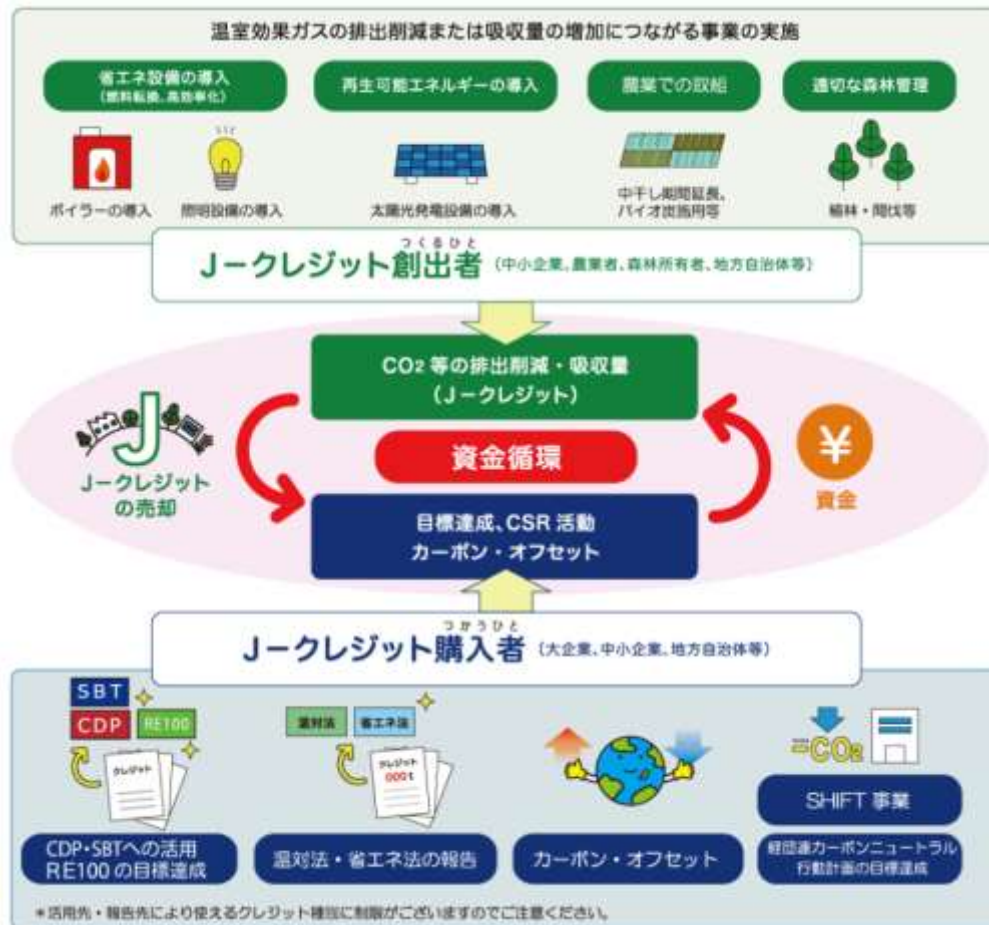 温室効果ガスの排出削減または吸収量の増加につながる事業の実施
省エネ設備の導入
(燃料転換、高効率化)
再生可能エネルギーの導入
農業での取組
適切な森林管理
ボイラーの導入
照明設備の導入
太陽光発電設備の導入
中干し期間延長、
バイオ炭施用等
植林・間伐等
つくるひと
J－クレジット創出者 (中小企業、農業者、森林所有者、地方自治体等)
CO2 等の排出削減・吸収量
(J－クレジット)
J
J－クレジット
の売却
資金循環
¥
資金
目標達成、CSR 活動
カーボン・オフセット
つかうひと
J－クレジット購入者 (大企業、中小企業、地方自治体等)
SBT
CDP
RE100
クレジット
温対法
省エネ法
クレジット
000t
=CO2
CDP・SBTへの活用
RE100 の目標達成
温対法・省エネ法の報告
カーボン・オフセット
SHIFT 事業
経団連カーボンニュートラル
行動計画の目標達成
*活用先・報告先により使えるクレジット種別に制限がございますのでご注意ください。